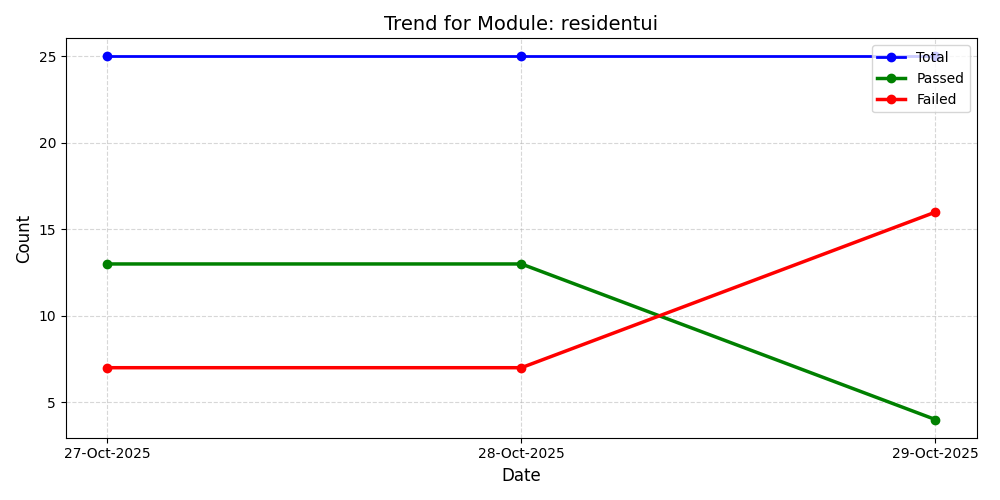 Trend for Module: residentui
Total
Passed
Failed
Count
25
20
15
10
5
27-Oct-2025
28-Oct-2025
29-Oct-2025
Date